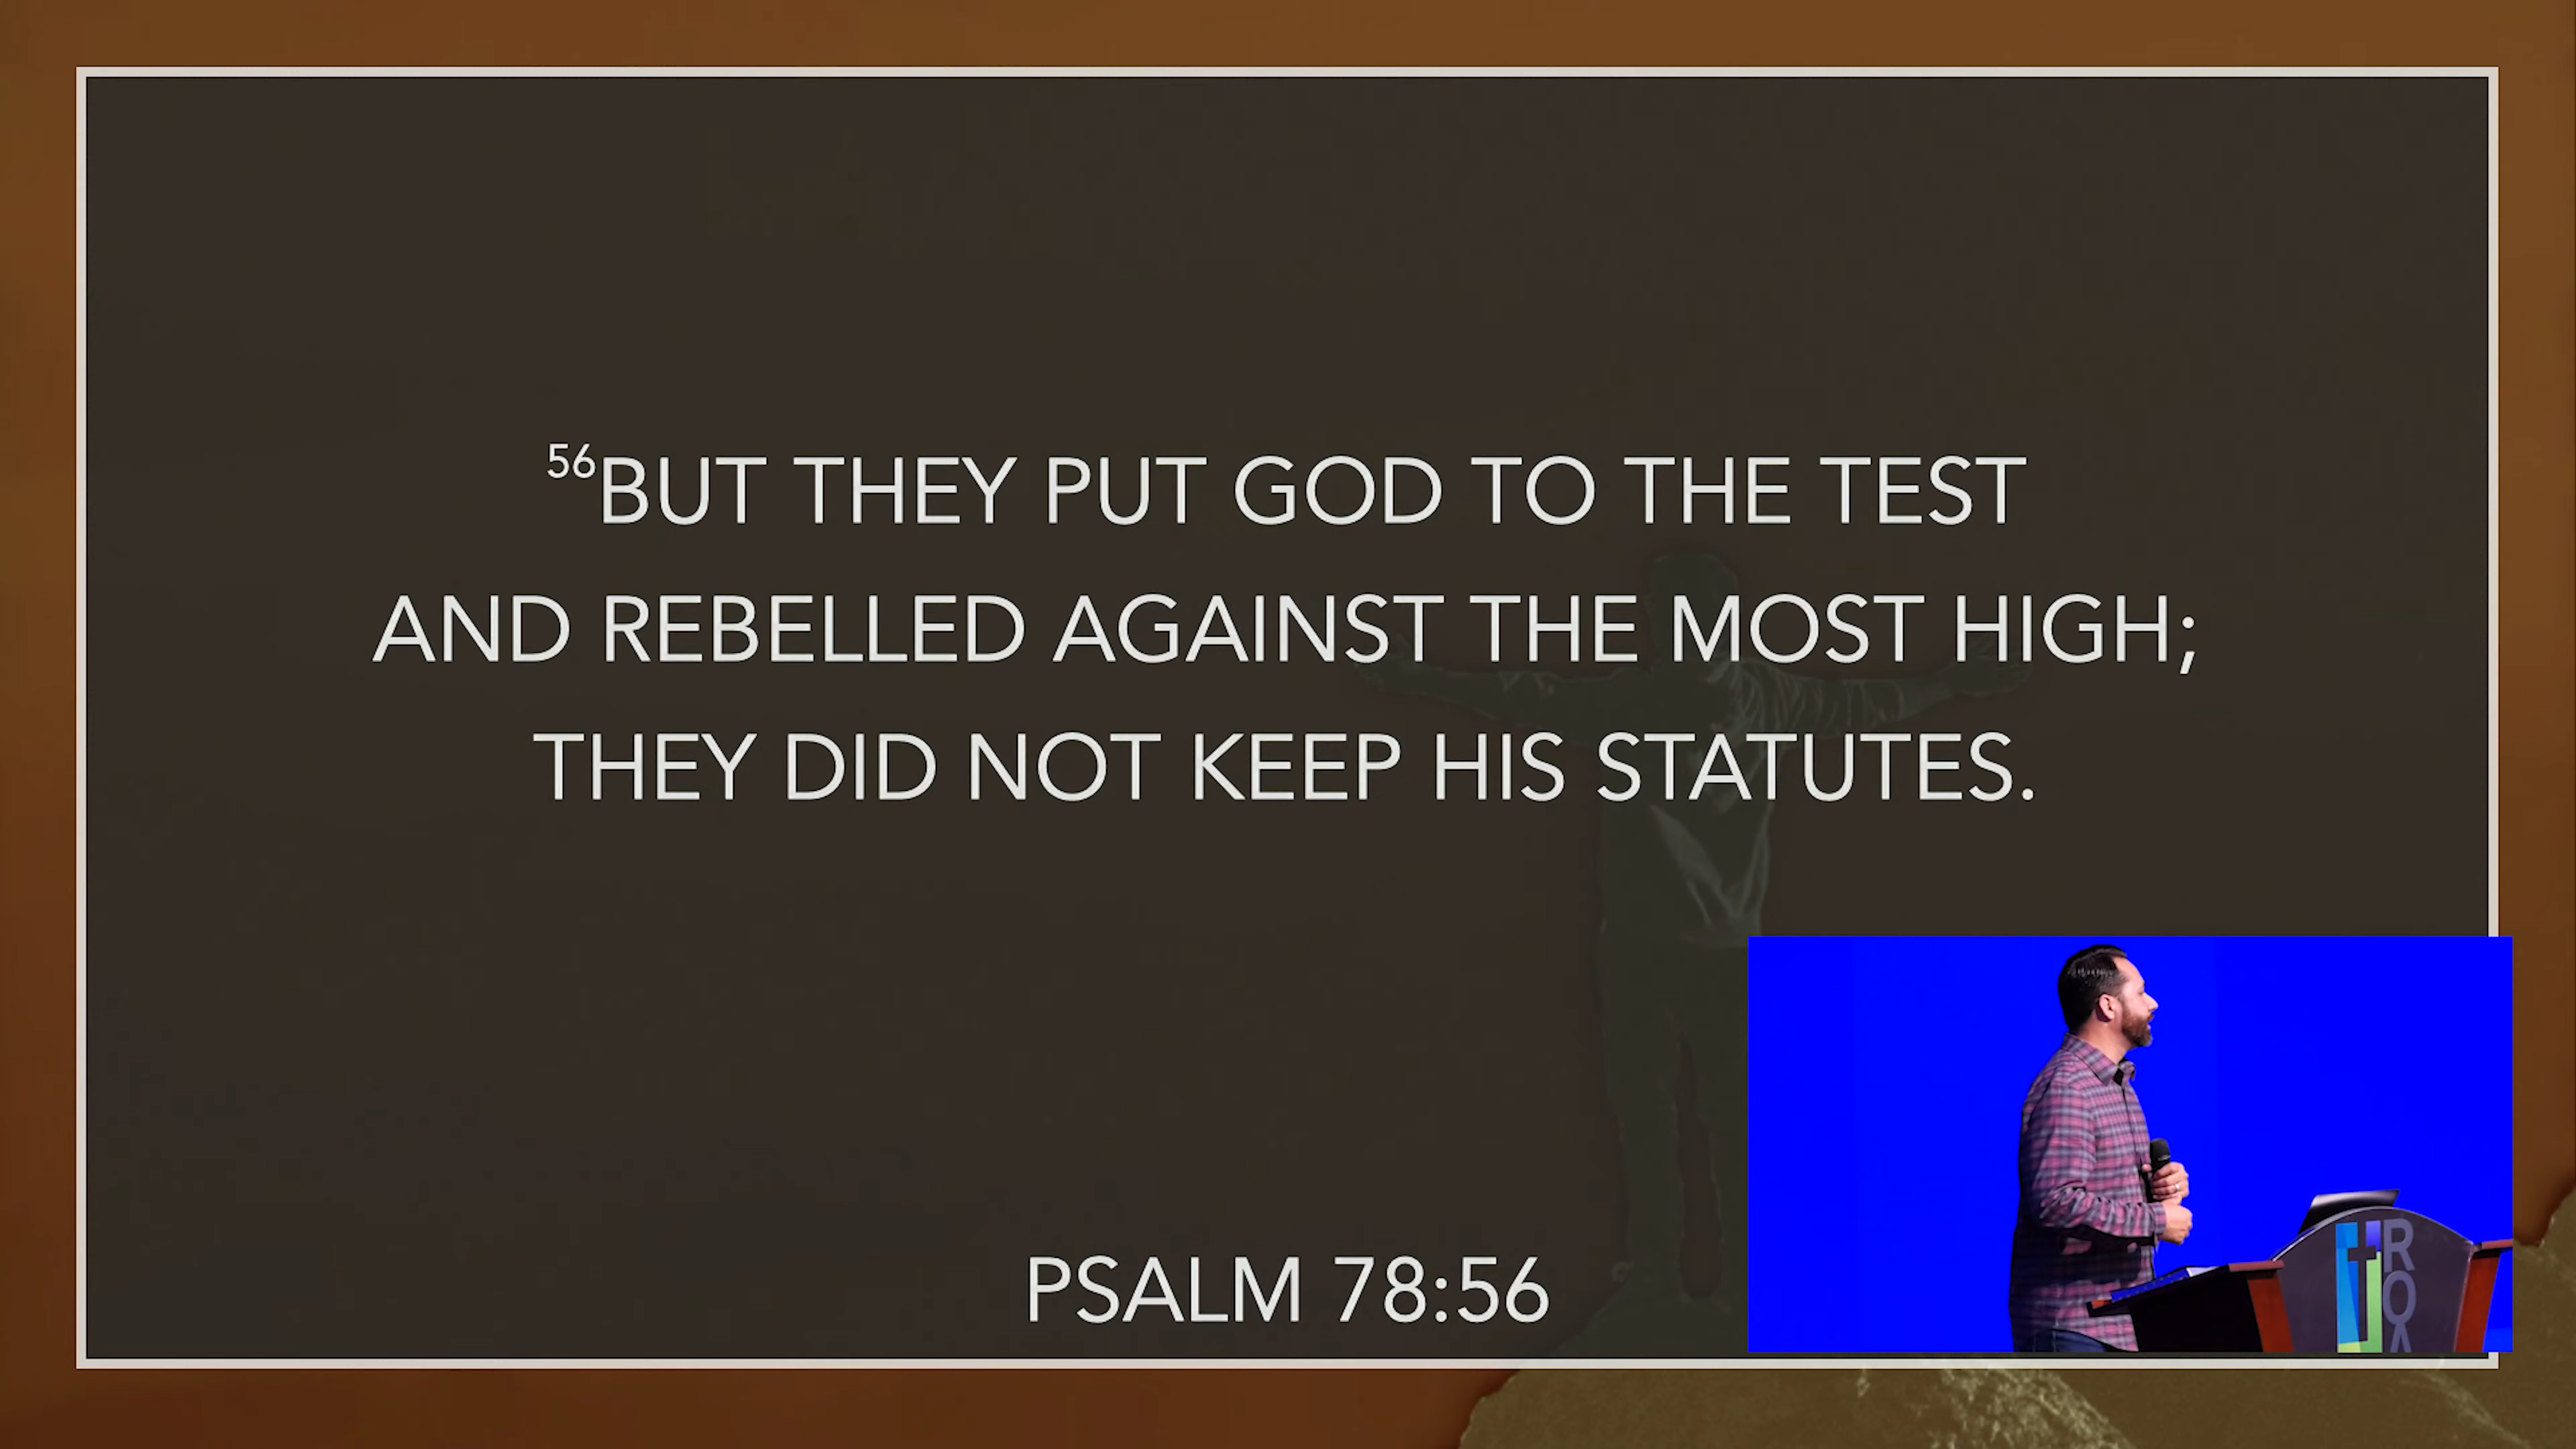 56BUT THEY PUT GOD TO THE TEST
AND REBELLED AGAINST THE MOST HIGH;
THEY DID NOT KEEP HIS STATUTES.
PSALM 78:56
R
O